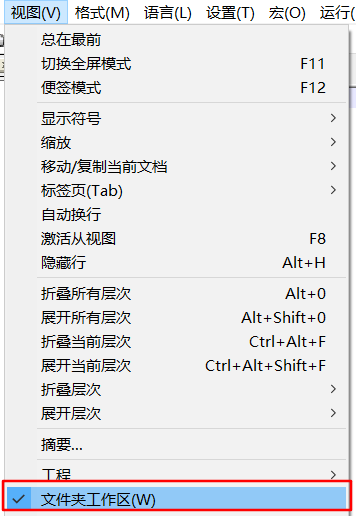 视图(V) 格式(M) 语言(L) 设置(T) 宏(O) 运行(
总在最前
切换全屏模式 F11
便签模式 F12
显示符号
缩放
移动/复制当前文档
标签页(Tab)
自动换行
激活从视图 F8
隐藏行 Alt+H
折叠所有层次 Alt+0
展开所有层次 Alt+Shift+0
折叠当前层次 Ctrl+Alt+F
展开当前层次 Ctrl+Alt+Shift+F
折叠层次
展开层次
摘要...
工程
文件夹工作区(W)